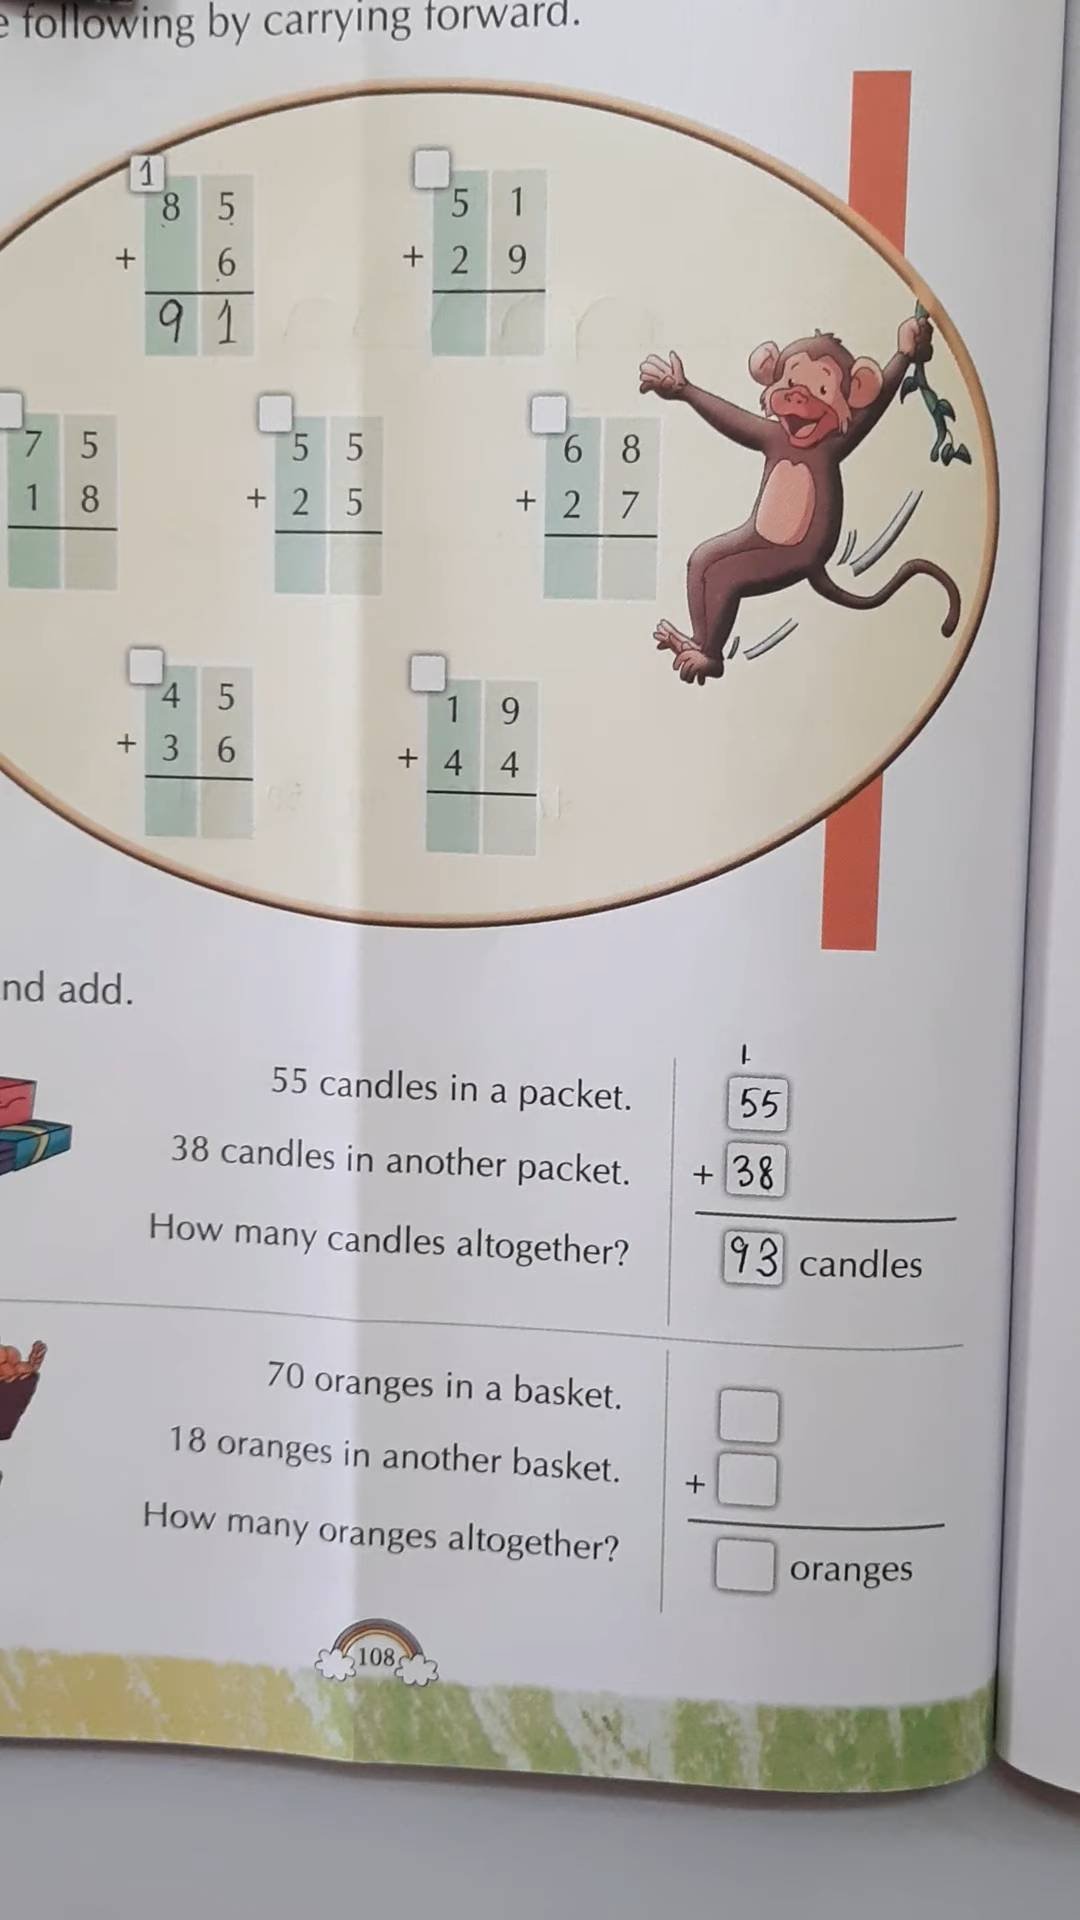 following by carrying forward.
1
8 5
+ 6
9 1
5 1
+ 2 9
7 5
1 8
5 5
+ 2 5
6 8
+ 2 7
4 5
+ 3 6
1 9
+ 4 4
nd add.
1
55 candles in a packet. 55
38 candles in another packet. + 38
How many candles altogether? 93 candles
70 oranges in a basket.
18 oranges in another basket. +
How many oranges altogether? oranges
108